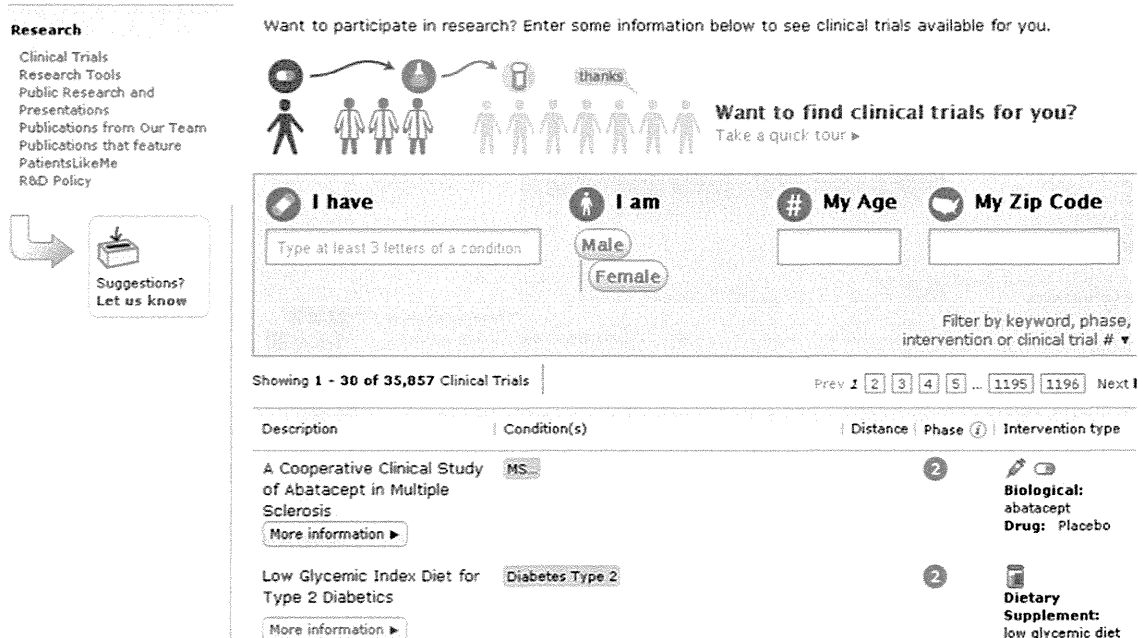 Research
Clinical Trials
Research Tools
Public Research and
Presentations
Publications from Our Team
Publications that feature
PatientsLikeMe
R&D Policy
Suggestions?
Let us know
Want to participate in research? Enter some information below to see clinical trials available for you.
thanks
Want to find clinical trials for you?
Take a quick tour ▶
I have
Type at least 3 letters of a condition
I am
Male
Female
# My Age
My Zip Code
Filter by keyword, phase,
intervention or clinical trial # ▼
Showing 1 - 30 of 35,857 Clinical Trials
Prev 1 2 3 4 5 ... 1195 1196 Next
Description Condition(s) Distance Phase i Intervention type
A Cooperative Clinical Study
of Abatacept in Multiple
Sclerosis
More information ▶
MS...
2
Biological:
abatacept
Drug: Placebo
Low Glycemic Index Diet for
Type 2 Diabetics
More information ▶
Diabetes Type 2
2
Dietary
Supplement:
low glycemic diet